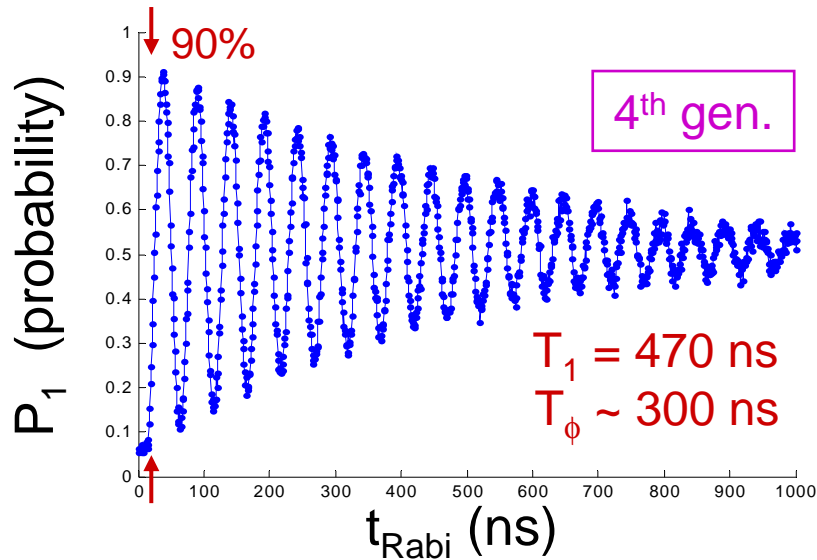 1
90%
0.9
4th gen.
0.8
0.7
0.6
0.5
0.4
0.3
T1 = 470 ns
0.2
Tϕ ~ 300 ns
0.1
0
P1 (probability)
0 100 200 300 400 500 600 700 800 900 1000
tRabi (ns)